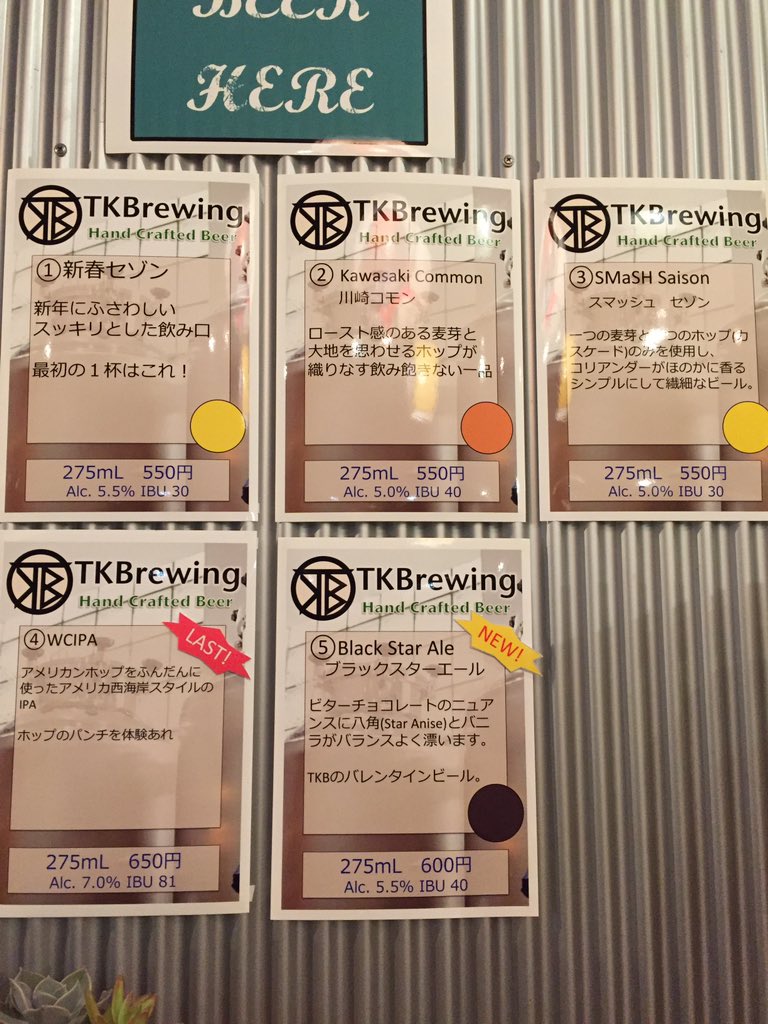 BEER
HERE
TKBrewing
Hand-Crafted Beer
①新春セゾン
新年にふさわしい
スッキリとした飲み口
最初の１杯はこれ！
275mL 550円
Alc. 5.5% IBU 30
TKBrewing
Hand-Crafted Beer
② Kawasaki Common
川崎コモン
ロースト感のある麦芽と
大地を思わせるホップが
織りなす飲み飽きない一品
275mL 550円
Alc. 5.0% IBU 40
TKBrewing
Hand-Crafted Beer
③SMaSH Saison
スマッシュ セゾン
一つの麦芽と つのホップ(カ
スケード)のみを使用し、
コリアンダーがほのかに香る
シンプルにして繊細なビール。
275mL 550円
Alc. 5.0% IBU 30
TKBrewing
Hand-Crafted Beer
LAST!
④WCIPA
アメリカンホップをふんだんに
使ったアメリカ西海岸スタイルの
IPA
ホップのパンチを体験あれ
275mL 650円
Alc. 7.0% IBU 81
TKBrewing
Hand-Crafted Beer
NEW!
⑤Black Star Ale
ブラックスターエール
ビターチョコレートのニュア
ンスに八角(Star Anise)とバニ
ラがバランスよく漂います。
TKBのバレンタインビール。
275mL 600円
Alc. 5.5% IBU 40